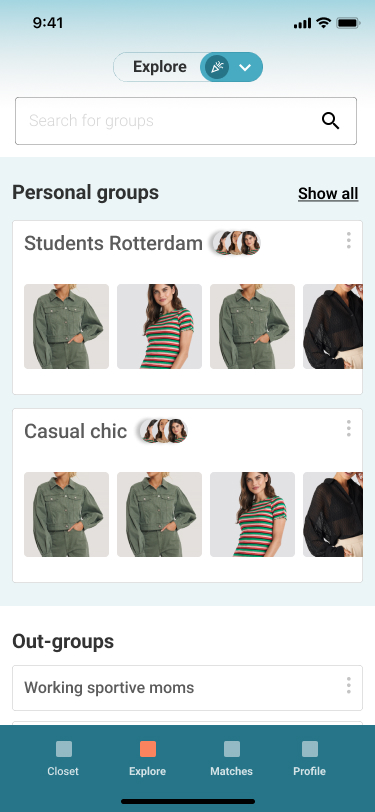 9:41
Explore
Search for groups
Personal groups
Show all
Students Rotterdam
Casual chic
Out-groups
Working sportive moms
Closet
Explore
Matches
Profile